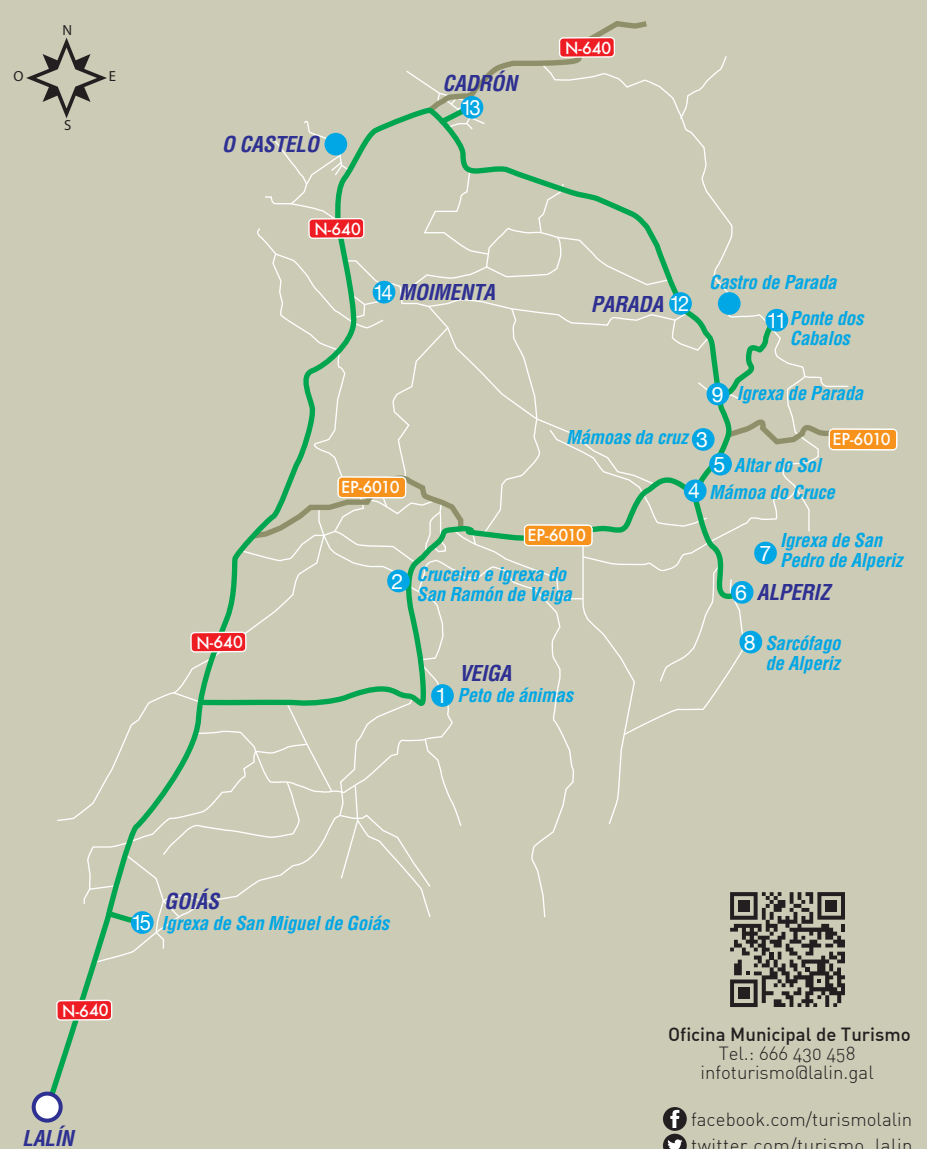 N
O
E
S
N-640
CADRÓN
13
O CASTELO
N-640
14 MOIMENTA
Castro de Parada
PARADA 12
11 Ponte dos
Cabalos
9 Igrexa de Parada
Mámoas da cruz 3
EP-6010
5 Altar do Sol
EP-6010
4 Mámoa do Cruce
EP-6010
7 Igrexa de San
Pedro de Alperiz
2 Cruceiro e igrexa do
San Ramón de Veiga
6 ALPERIZ
N-640
8 Sarcófago
de Alperiz
VEIGA
1 Peto de ánimas
GOIÁS
15 Igrexa de San Miguel de Goiás
N-640
LALÍN
Oficina Municipal de Turismo
Tel.: 666 430 458
infoturismo@lalin.gal
facebook.com/turismolalin
twitter.com/turismo_lalin